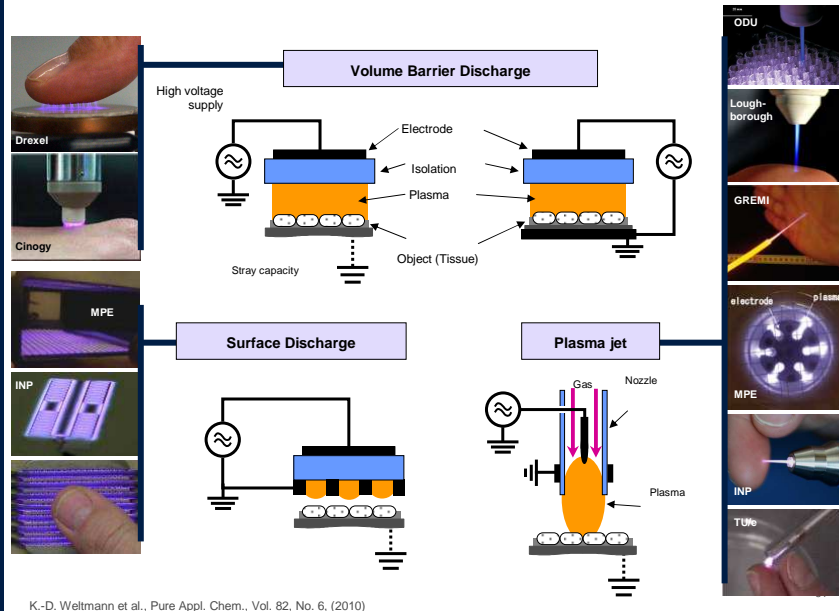 Volume Barrier Discharge
High voltage
supply
Electrode
Isolation
Plasma
Object (Tissue)
Stray capacity
Drexel
Cinogy
MPE
INP
Surface Discharge
Plasma jet
Gas
Nozzle
Plasma
ODU
Lough-
borough
GREMI
electrode
plasma
MPE
INP
TU/e
K.-D. Weltmann et al., Pure Appl. Chem., Vol. 82, No. 6, (2010)